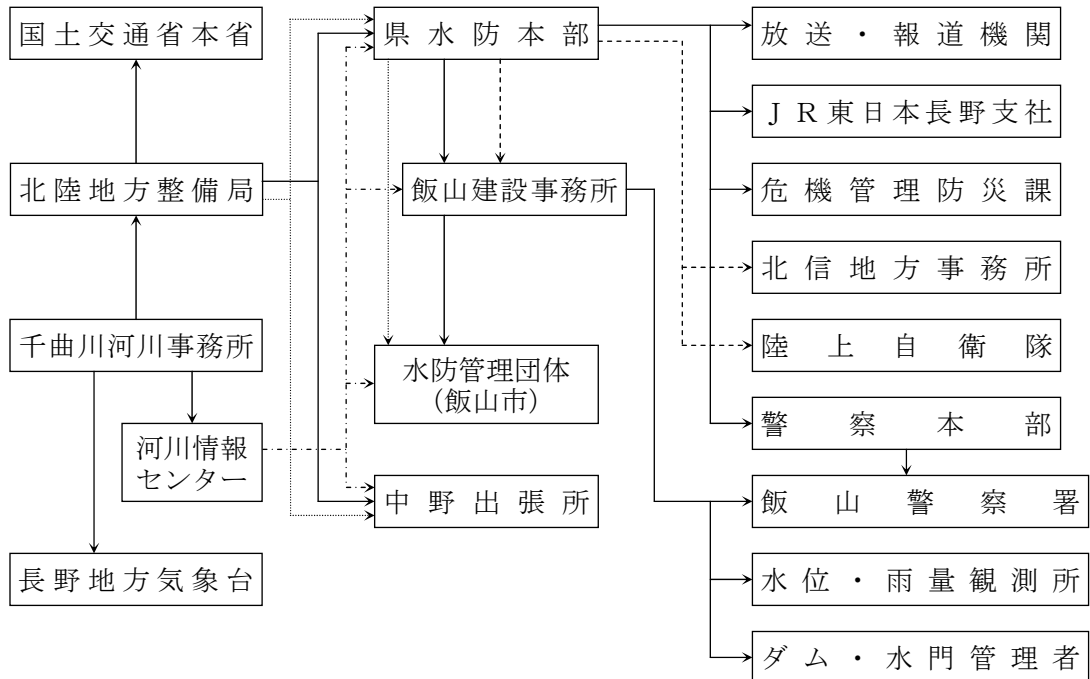 国土交通省本省
県水防本部
放送・報道機関
JR東日本長野支社
北陸地方整備局
飯山建設事務所
危機管理防災課
北信地方事務所
千曲川河川事務所
水防管理団体
(飯山市)
陸上自衛隊
河川情報
センター
警察本部
中野出張所
飯山警察署
長野地方気象台
水位・雨量観測所
ダム・水門管理者